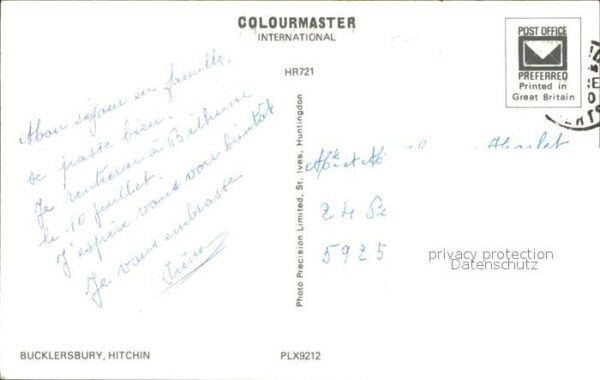 COLOURMASTER
INTERNATIONAL
HR721
POST OFFICE
PREFERRED
Printed in
Great Britain
Mon séjour en famille,
se passe bien.
Je rentrerai à Béthune
le 10 juillet.
J'espère vous voir bientôt
Je vous embrasse
Photo Precision Limited, St. Ives, Huntingdon
et
24
5925
privacy protection
Datenschutz
BUCKLERSBURY, HITCHIN
PLX9212